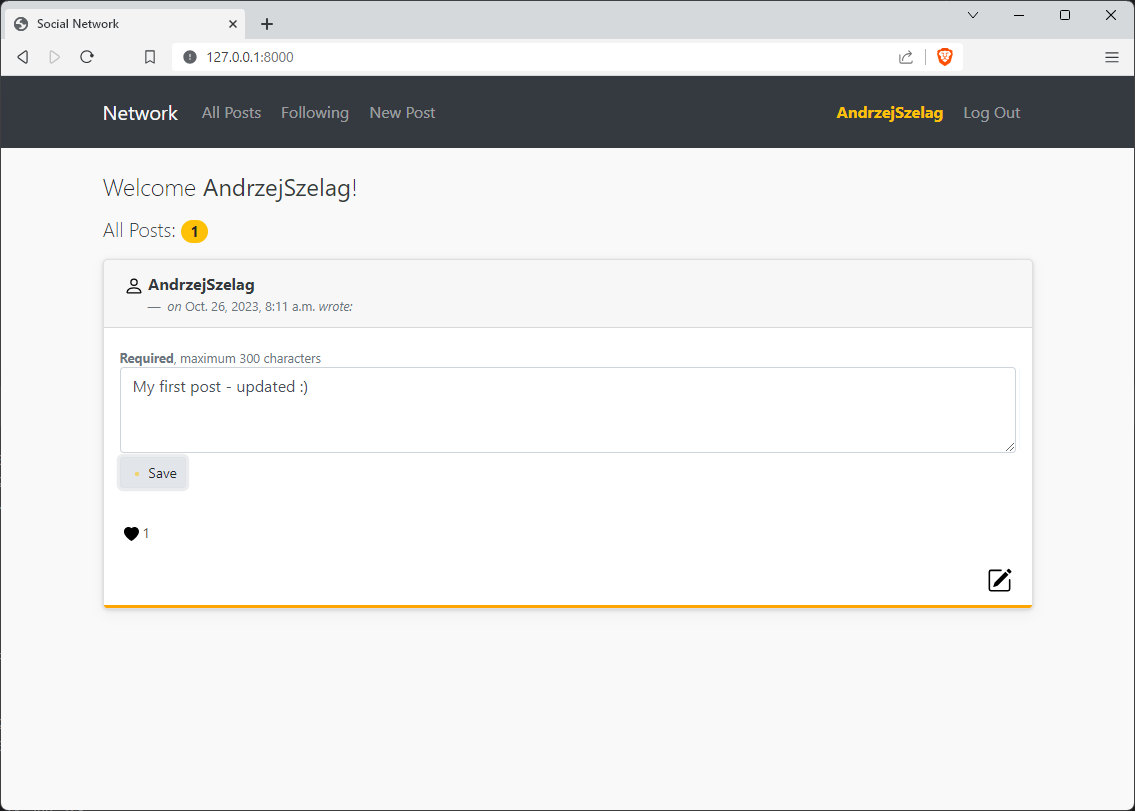 Social Network
127.0.0.1:8000
Network All Posts Following New Post AndrzejSzelag Log Out
Welcome AndrzejSzelag!
All Posts: 1
AndrzejSzelag
— on Oct. 26, 2023, 8:11 a.m. wrote:
Required, maximum 300 characters
My first post - updated :)
Save
1